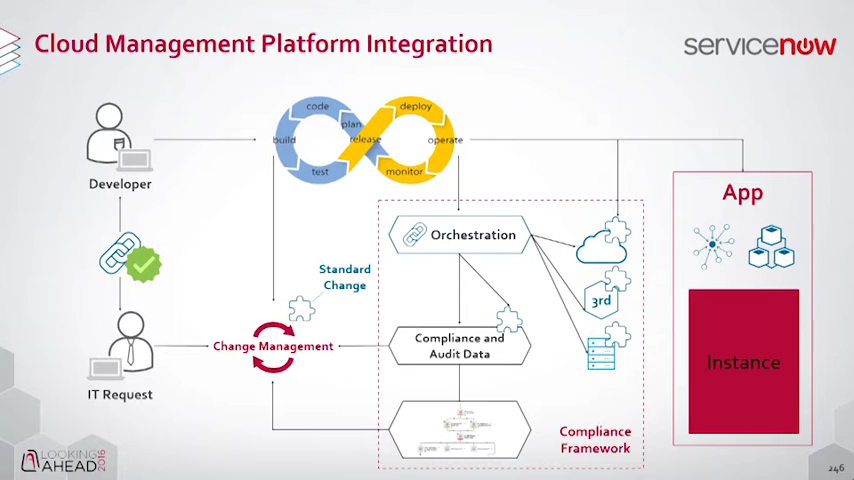 Cloud Management Platform Integration
servicenow
code
deploy
plan
build
release
operate
test
monitor
Developer
App
Orchestration
Standard
Change
3rd
Change Management
Compliance and
Audit Data
Instance
IT Request
Compliance
Framework
LOOKING
AHEAD 2016
246